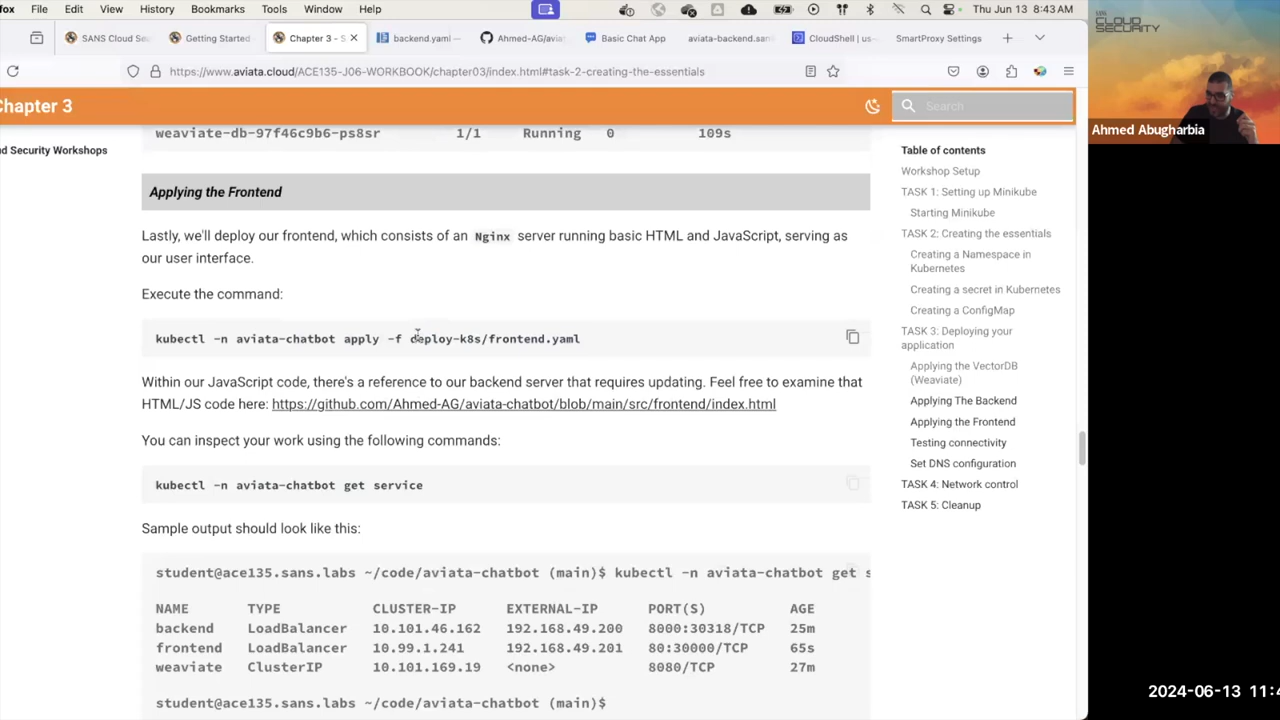 fox File Edit View History Bookmarks Tools Window Help Thu Jun 13 8:43 AM
SANS Cloud Sec Getting Started Chapter 3 - S backend.yaml — Ahmed-AG/avia Basic Chat App aviata-backend.san CloudShell | us- SmartProxy Settings
https://www.aviata.cloud/ACE135-J06-WORKBOOK/chapter03/index.html#task-2-creating-the-essentials
CLOUD SECURITY
Ahmed Abugharbia
Chapter 3
Search
weaviate-db-97f46c9b6-ps8sr 1/1 Running 0 109s
d Security Workshops
Applying the Frontend
Lastly, we'll deploy our frontend, which consists of an Nginx server running basic HTML and JavaScript, serving as
our user interface.
Execute the command:
kubectl -n aviata-chatbot apply -f deploy-k8s/frontend.yaml
Within our JavaScript code, there's a reference to our backend server that requires updating. Feel free to examine that
HTML/JS code here: https://github.com/Ahmed-AG/aviata-chatbot/blob/main/src/frontend/index.html
You can inspect your work using the following commands:
kubectl -n aviata-chatbot get service
Sample output should look like this:
student@ace135.sans.labs ~/code/aviata-chatbot (main)$ kubectl -n aviata-chatbot get s
NAME TYPE CLUSTER-IP EXTERNAL-IP PORT(S) AGE
backend LoadBalancer 10.101.46.162 192.168.49.200 8000:30318/TCP 25m
frontend LoadBalancer 10.99.1.241 192.168.49.201 80:30000/TCP 65s
weaviate ClusterIP 10.101.169.19 <none> 8080/TCP 27m
student@ace135.sans.labs ~/code/aviata-chatbot (main)$
Table of contents
Workshop Setup
TASK 1: Setting up Minikube
Starting Minikube
TASK 2: Creating the essentials
Creating a Namespace in
Kubernetes
Creating a secret in Kubernetes
Creating a ConfigMap
TASK 3: Deploying your
application
Applying the VectorDB
(Weaviate)
Applying The Backend
Applying the Frontend
Testing connectivity
Set DNS configuration
TASK 4: Network control
TASK 5: Cleanup
2024-06-13 11:4